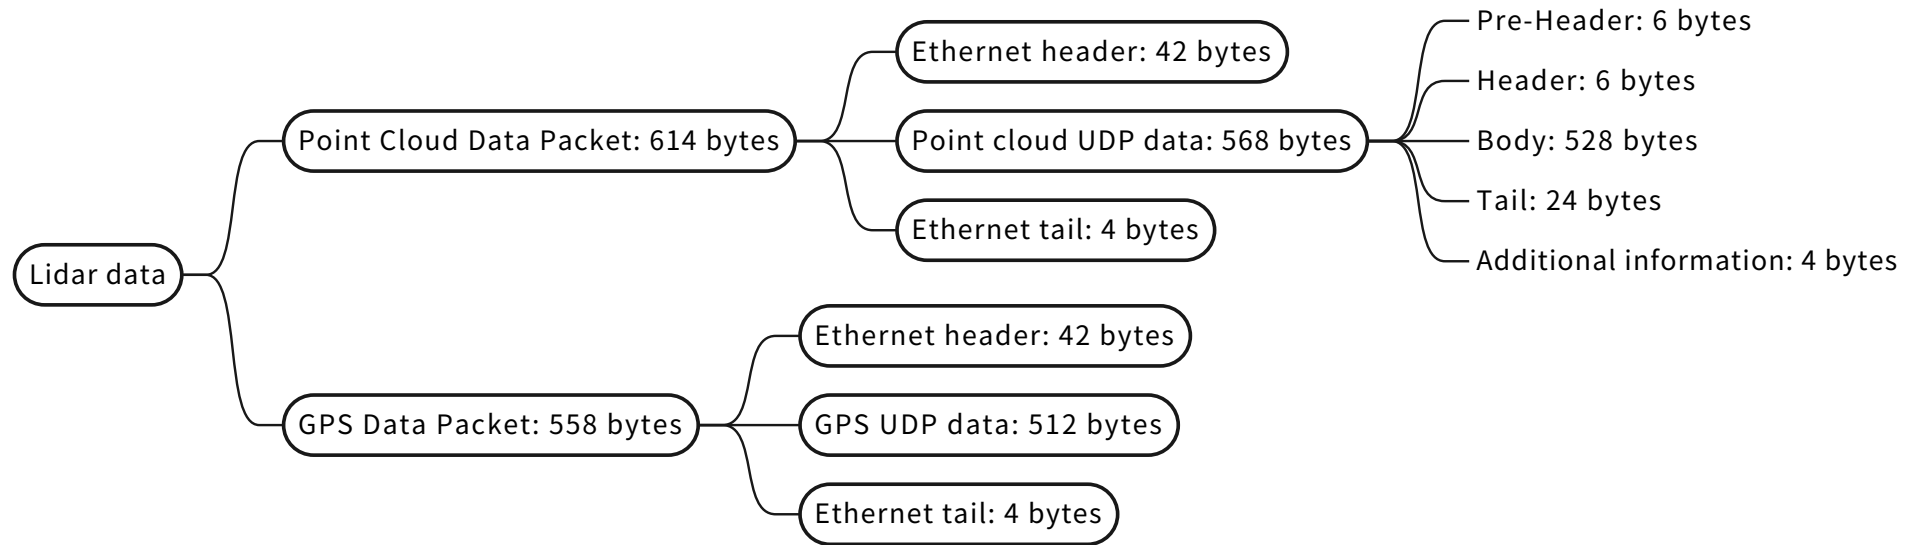 Lidar data
Point Cloud Data Packet: 614 bytes
Ethernet header: 42 bytes
Point cloud UDP data: 568 bytes
Pre-Header: 6 bytes
Header: 6 bytes
Body: 528 bytes
Tail: 24 bytes
Additional information: 4 bytes
Ethernet tail: 4 bytes
GPS Data Packet: 558 bytes
Ethernet header: 42 bytes
GPS UDP data: 512 bytes
Ethernet tail: 4 bytes